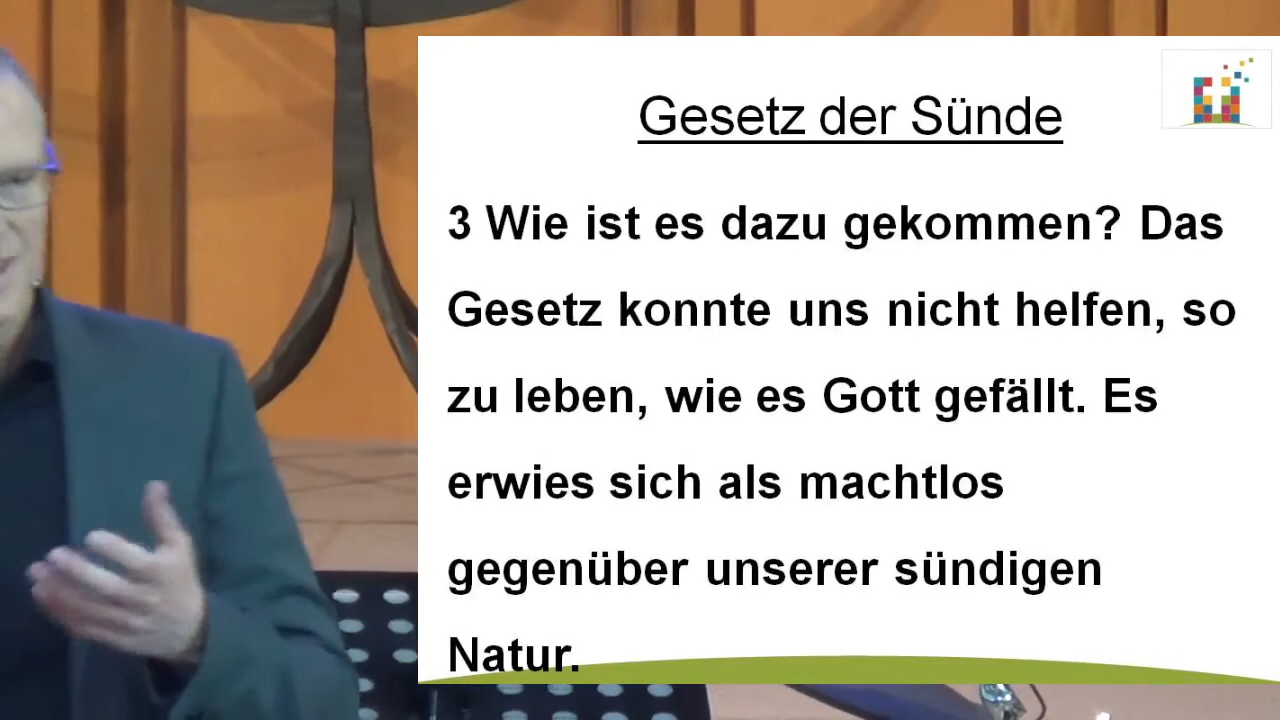 Gesetz der Sünde
3 Wie ist es dazu gekommen? Das
Gesetz konnte uns nicht helfen, so
zu leben, wie es Gott gefällt. Es
erwies sich als machtlos
gegenüber unserer sündigen
Natur.